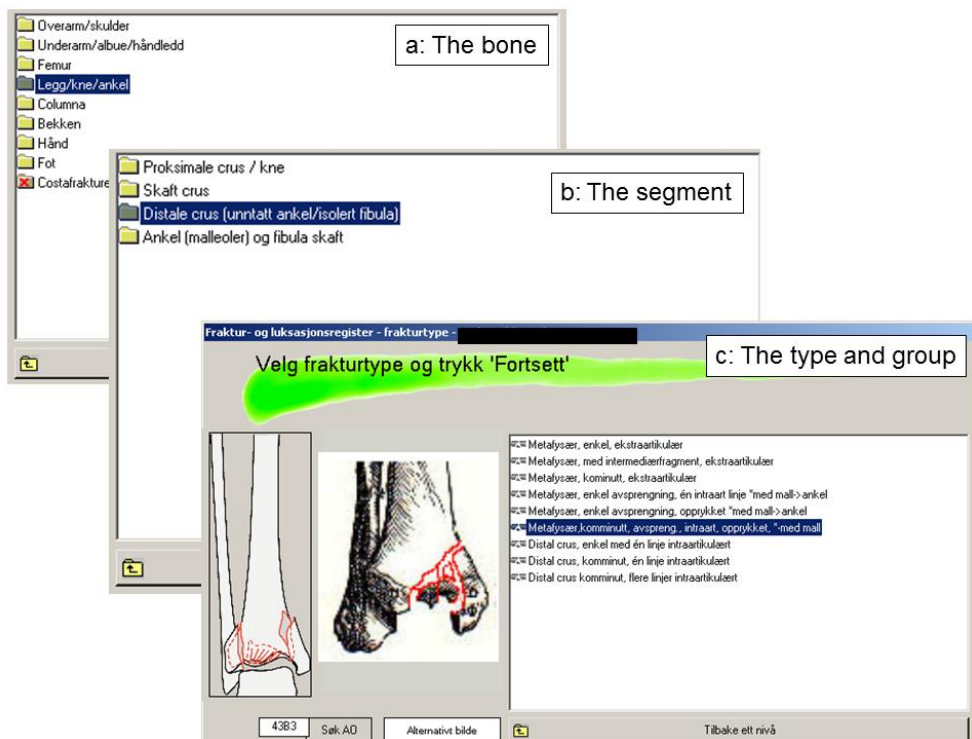 Overarm/skulder
Underarm/albue/håndledd
Femur
Legg/kne/ankel
Columna
Bekken
Hånd
Fot
Costafrakture
a: The bone
Proksimale crus / kne
Skaft crus
Distale crus (unntatt ankel/isolert fibula)
Ankel (malleoler) og fibula skaft
b: The segment
Fraktur- og luksasjonsregister - frakturtype -
Velg frakturtype og trykk 'Fortsett'
c: The type and group
Metafysær, enkel, ekstraartikulær
Metafysær, med intermediærfragment, ekstraartikulær
Metafysær, kominutt, ekstraartikulær
Metafysær, enkel avsprengning, én intraart linje "med mall->ankel
Metafysær, enkel avsprengning, opprykket "med mall->ankel
Metafysær,komminutt, avspreng., intraart, opprykket, "-med mall
Distal crus, enkel med én linje intraartikulært
Distal crus, komminut, én linje intraartikulært
Distal crus komminut, flere linjer intraartikulært
43B3
Søk AO
Alternativt bilde
Tilbake ett nivå